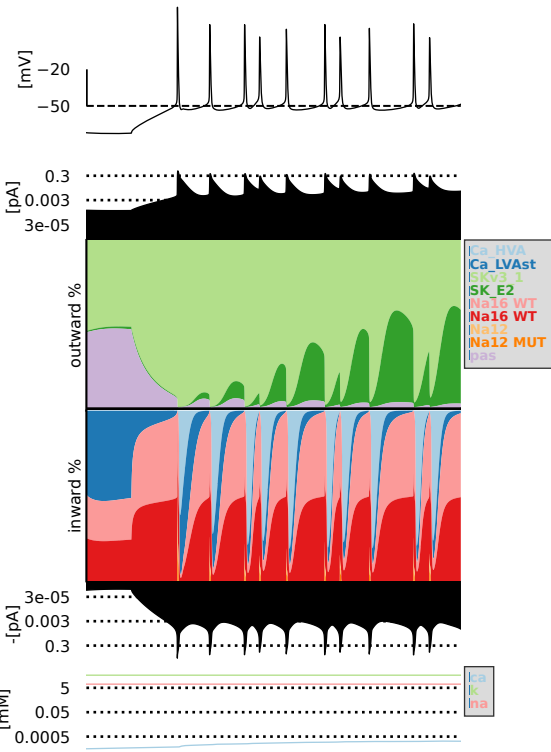 [mV]
−20
−50
[pA]
0.3
0.003
3e-05
outward %
Ca_HVA
Ca_LVAst
SKv3_1
SK_E2
Na16 WT
Na16 WT
Na12
Na12 MUT
pas
inward %
-[pA]
3e-05
0.003
0.3
[mM]
5
0.05
0.0005
ca
k
na